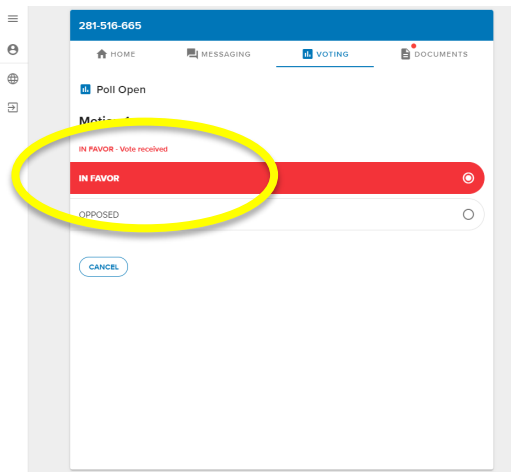 281-516-665
HOME MESSAGING VOTING DOCUMENTS
Poll Open
IN FAVOR - Vote received
IN FAVOR
OPPOSED
CANCEL